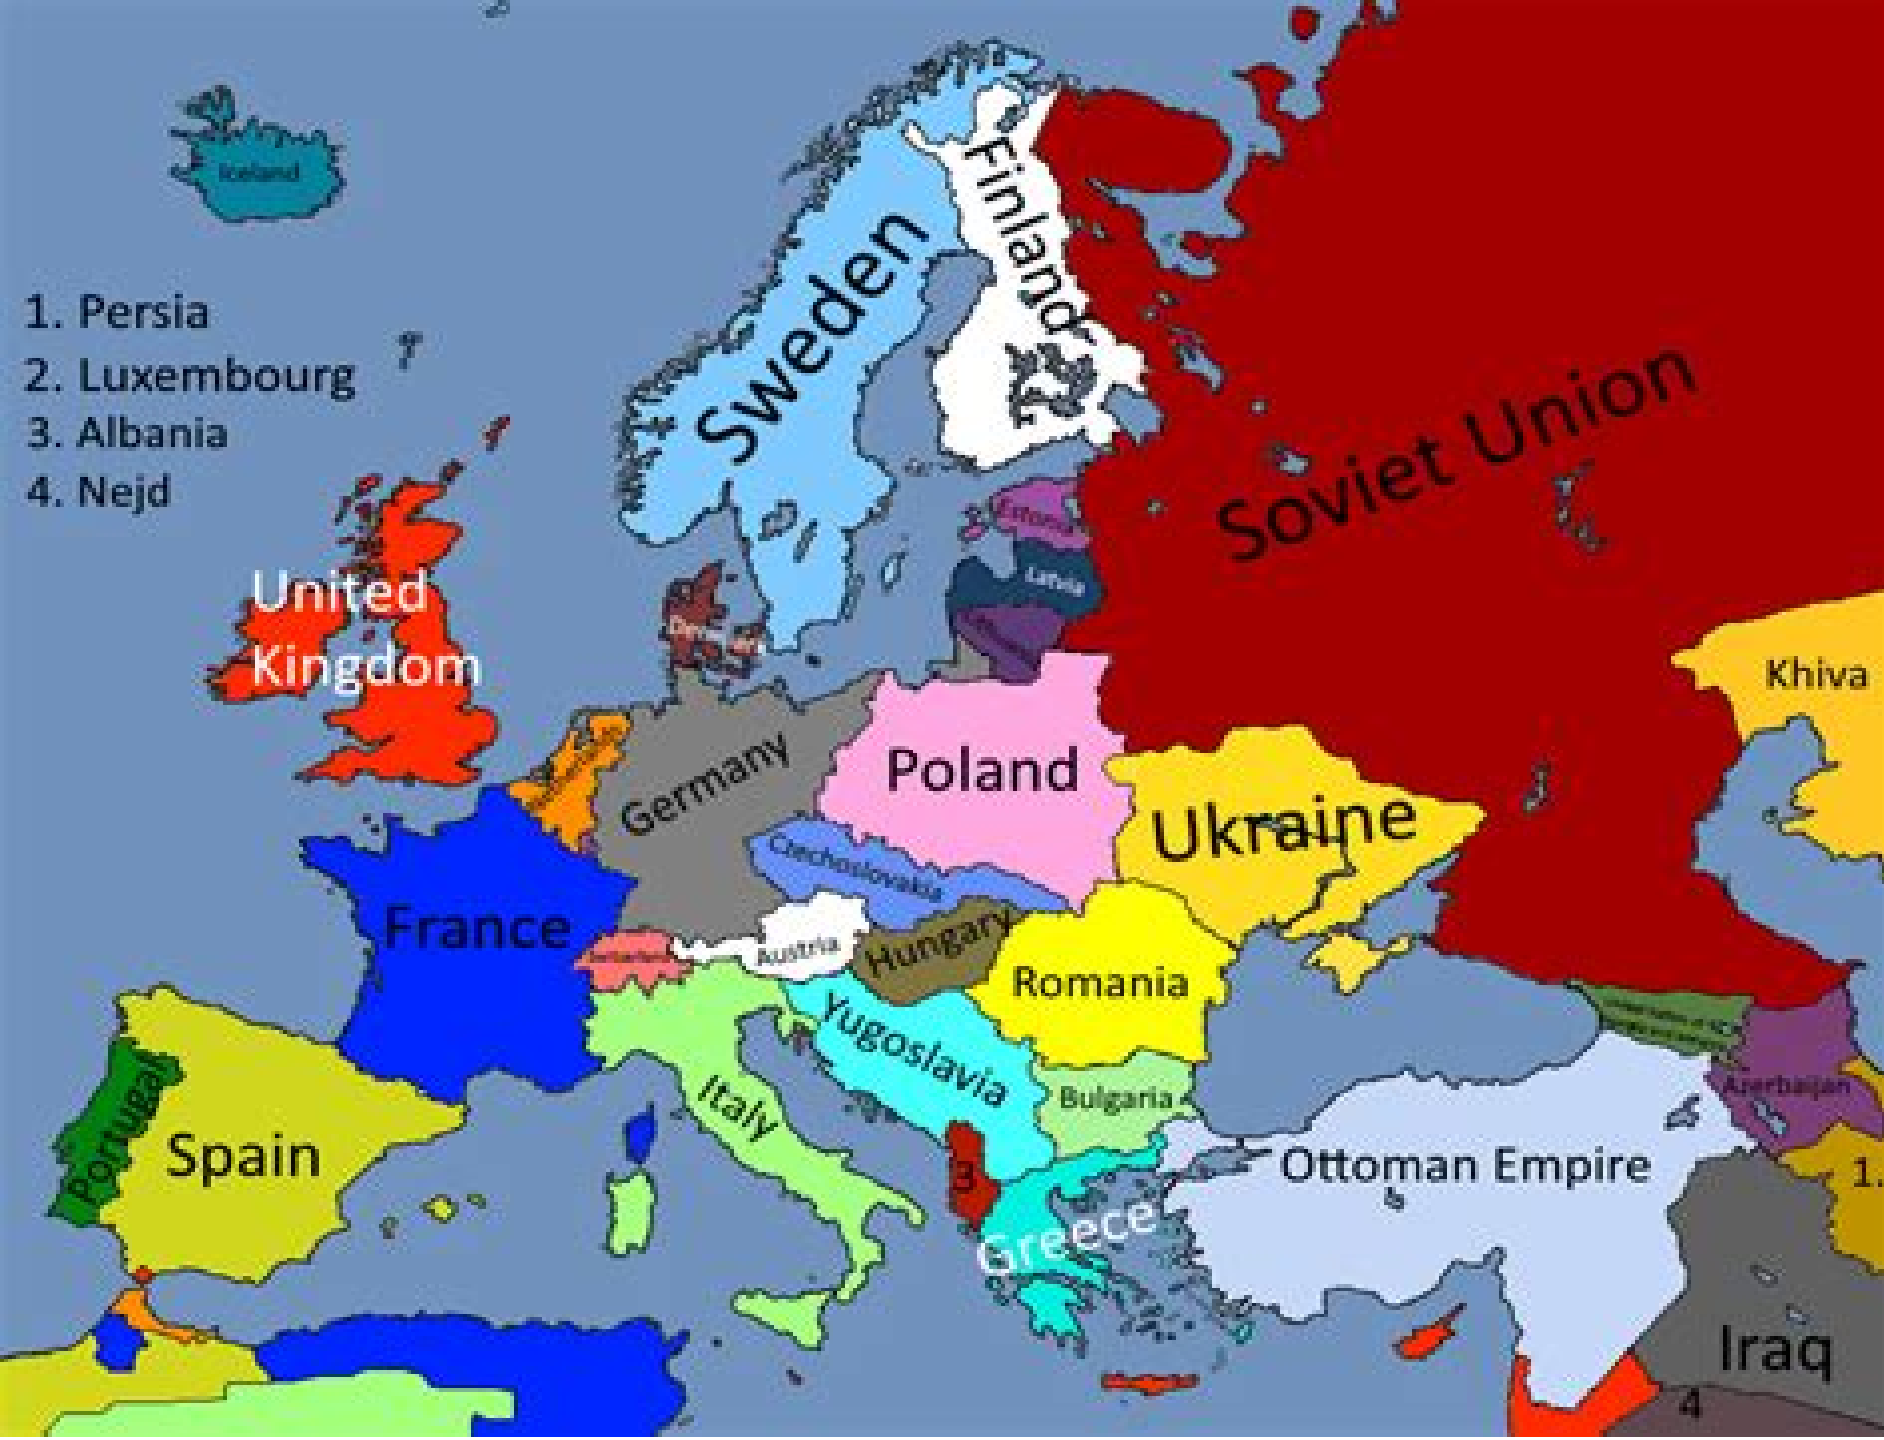 Iceland
Finland
Sweden
1. Persia
2. Luxembourg
3. Albania
4. Nejd
Soviet Union
Estonia
Latvia
United
Kingdom
Khiva
Germany
Poland
Ukraine
Czechoslovakia
France
Austria
Hungary
Romania
Yugoslavia
Italy
Bulgaria
Azerbaijan
Portugal
Spain
Ottoman Empire
1.
3
Greece
Iraq
4